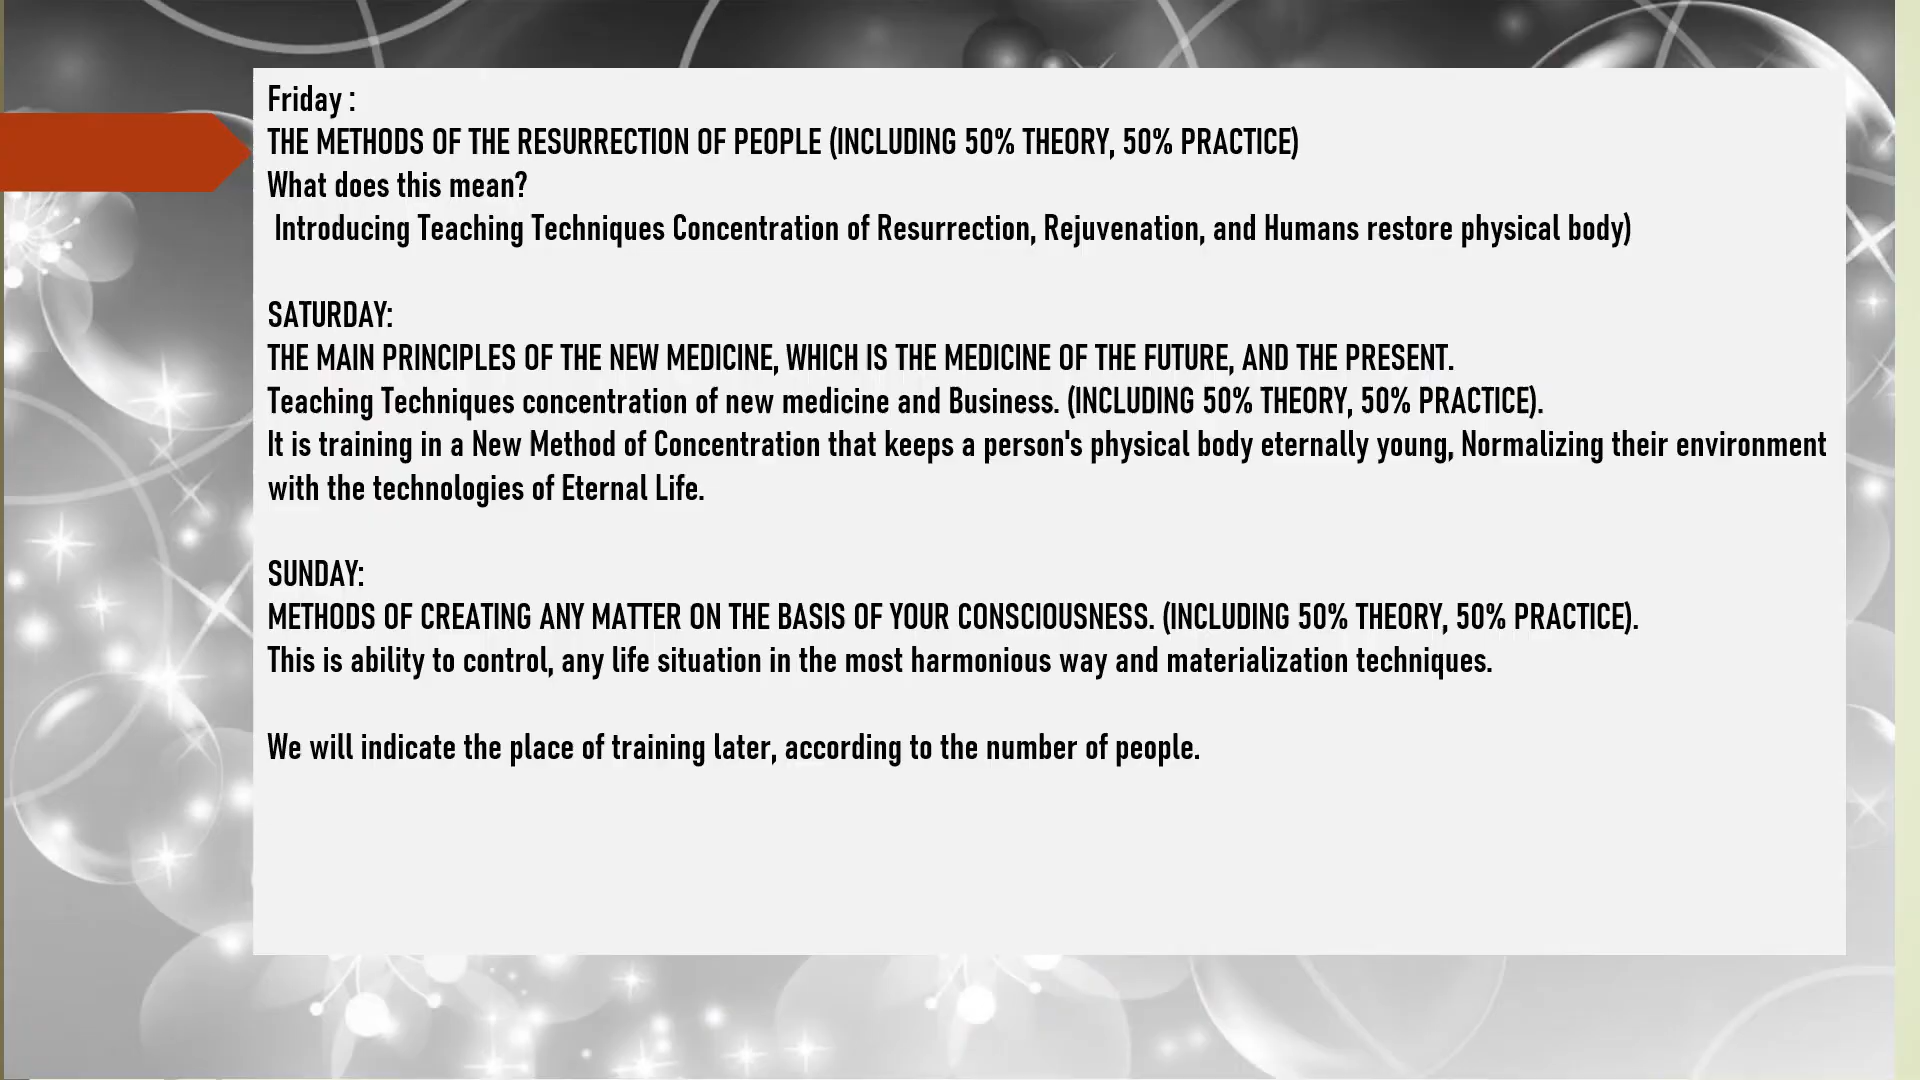 Friday :
THE METHODS OF THE RESURRECTION OF PEOPLE (INCLUDING 50% THEORY, 50% PRACTICE)
What does this mean?
Introducing Teaching Techniques Concentration of Resurrection, Rejuvenation, and Humans restore physical body)
SATURDAY:
THE MAIN PRINCIPLES OF THE NEW MEDICINE, WHICH IS THE MEDICINE OF THE FUTURE, AND THE PRESENT.
Teaching Techniques concentration of new medicine and Business. (INCLUDING 50% THEORY, 50% PRACTICE).
It is training in a New Method of Concentration that keeps a person's physical body eternally young, Normalizing their environment
with the technologies of Eternal Life.
SUNDAY:
METHODS OF CREATING ANY MATTER ON THE BASIS OF YOUR CONSCIOUSNESS. (INCLUDING 50% THEORY, 50% PRACTICE).
This is ability to control, any life situation in the most harmonious way and materialization techniques.
We will indicate the place of training later, according to the number of people.